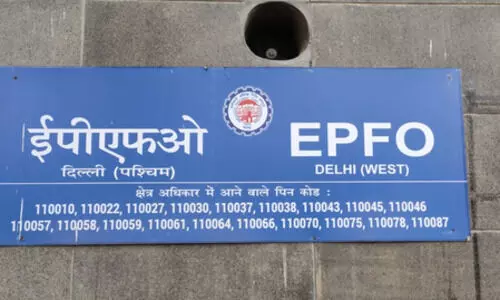 ईपीएफओ EPFO
दिल्ली (पश्चिम) DELHI (WEST)
क्षेत्र अधिकार में आने वाले पिन कोड :
110010, 110022, 110027, 110030, 110037, 110038, 110043, 110045, 110046
110057, 110058, 110059, 110061, 110064, 110066, 110070, 110075, 110078, 110087